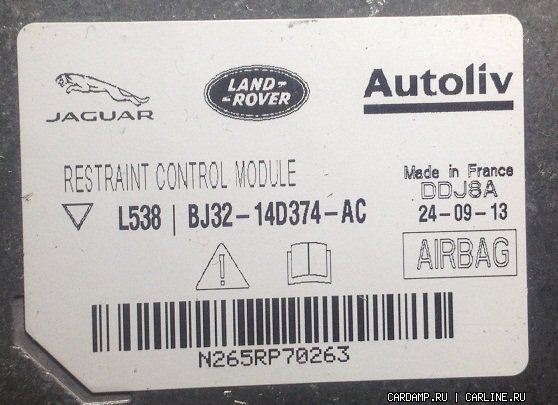 JAGUAR
LAND-
-ROVER
Autoliv
RESTRAINT CONTROL MODULE
Made in France
DDJ8A
L538 | BJ32-14D374-AC
24-09-13
AIRBAG
N265RP70263
CARDAMP.RU | CARLINE.RU